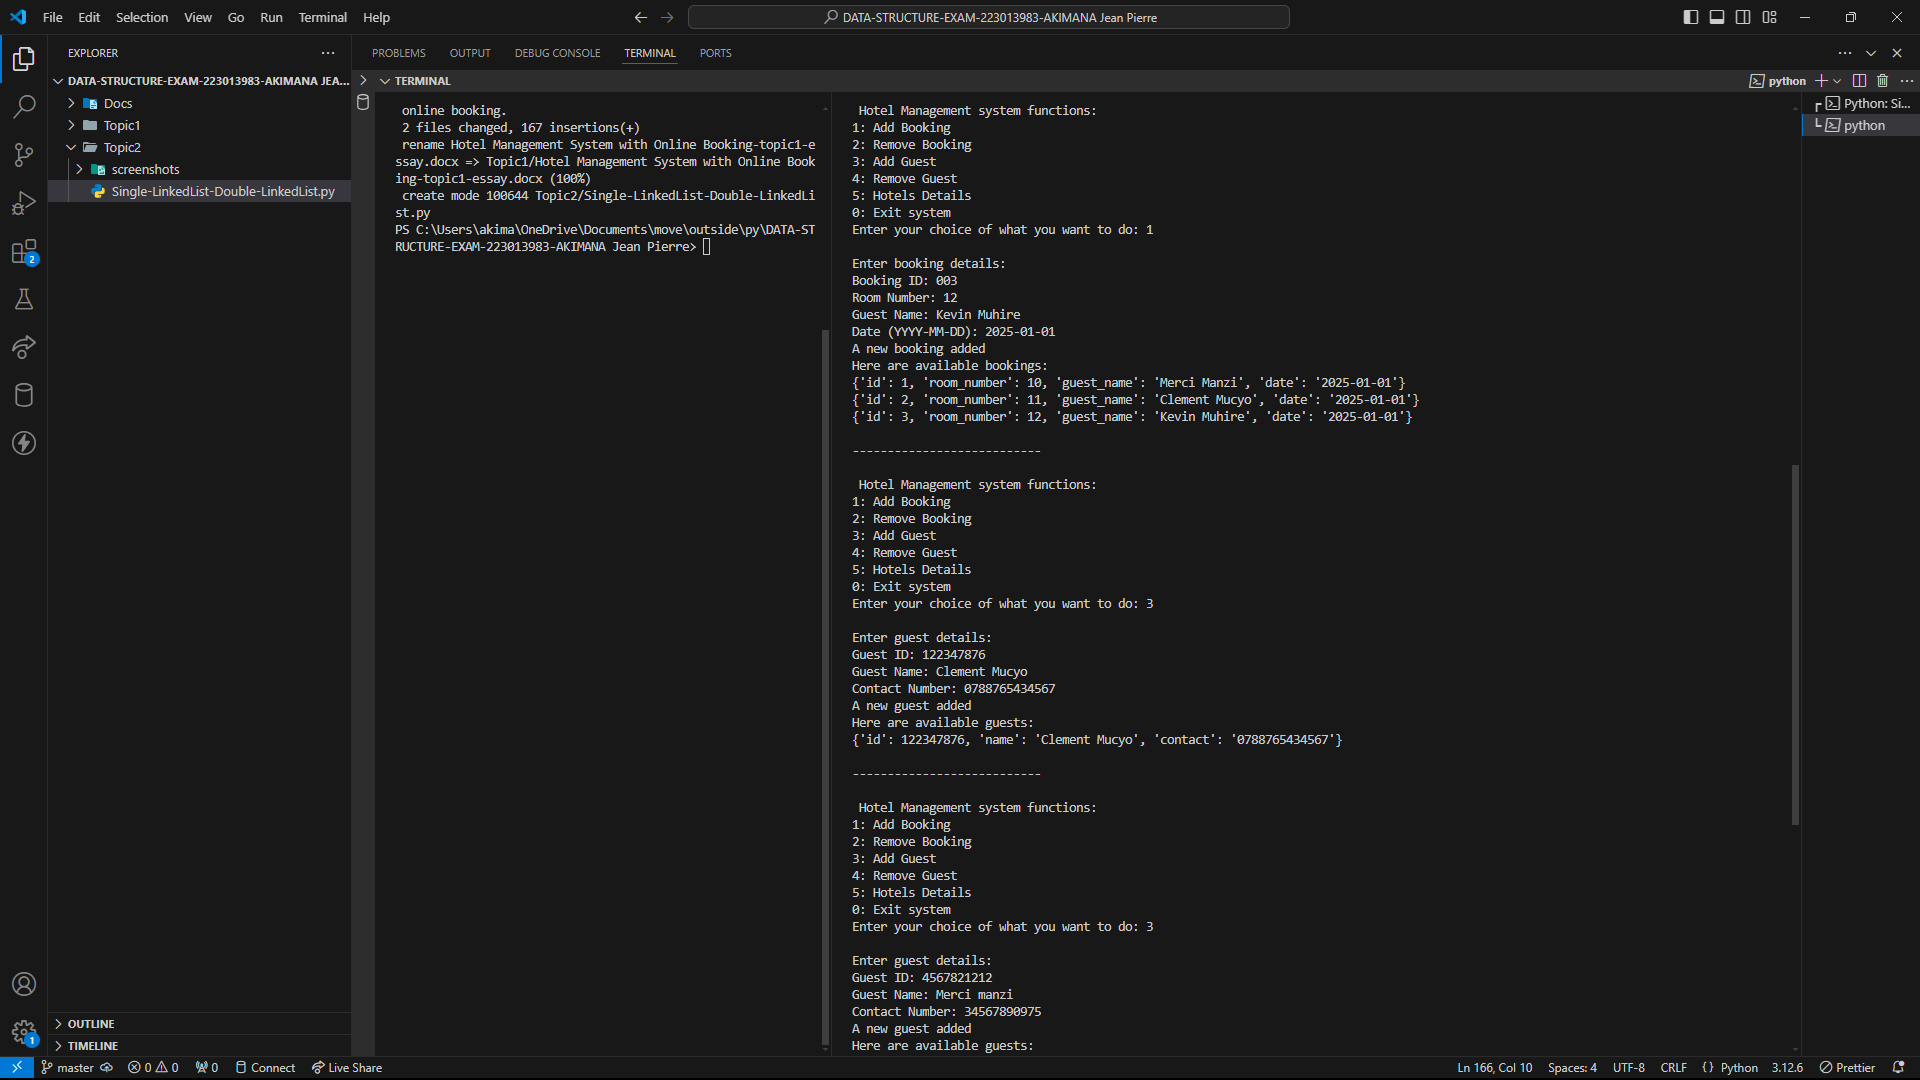 File Edit Selection View Go Run Terminal Help
DATA-STRUCTURE-EXAM-223013983-AKIMANA Jean Pierre
EXPLORER
DATA-STRUCTURE-EXAM-223013983-AKIMANA JEA...
Docs
Topic1
Topic2
screenshots
Single-LinkedList-Double-LinkedList.py
OUTLINE
TIMELINE
2
1
PROBLEMS OUTPUT DEBUG CONSOLE TERMINAL PORTS
TERMINAL
python
online booking.
2 files changed, 167 insertions(+)
rename Hotel Management System with Online Booking-topic1-e
ssay.docx => Topic1/Hotel Management System with Online Book
ing-topic1-essay.docx (100%)
create mode 100644 Topic2/Single-LinkedList-Double-LinkedLi
st.py
PS C:\Users\akima\OneDrive\Documents\move\outside\py\DATA-ST
RUCTURE-EXAM-223013983-AKIMANA Jean Pierre>
Hotel Management system functions:
1: Add Booking
2: Remove Booking
3: Add Guest
4: Remove Guest
5: Hotels Details
0: Exit system
Enter your choice of what you want to do: 1
Enter booking details:
Booking ID: 003
Room Number: 12
Guest Name: Kevin Muhire
Date (YYYY-MM-DD): 2025-01-01
A new booking added
Here are available bookings:
{'id': 1, 'room_number': 10, 'guest_name': 'Merci Manzi', 'date': '2025-01-01'}
{'id': 2, 'room_number': 11, 'guest_name': 'Clement Mucyo', 'date': '2025-01-01'}
{'id': 3, 'room_number': 12, 'guest_name': 'Kevin Muhire', 'date': '2025-01-01'}
---------------------------
Hotel Management system functions:
1: Add Booking
2: Remove Booking
3: Add Guest
4: Remove Guest
5: Hotels Details
0: Exit system
Enter your choice of what you want to do: 3
Enter guest details:
Guest ID: 122347876
Guest Name: Clement Mucyo
Contact Number: 0788765434567
A new guest added
Here are available guests:
{'id': 122347876, 'name': 'Clement Mucyo', 'contact': '0788765434567'}
---------------------------
Hotel Management system functions:
1: Add Booking
2: Remove Booking
3: Add Guest
4: Remove Guest
5: Hotels Details
0: Exit system
Enter your choice of what you want to do: 3
Enter guest details:
Guest ID: 4567821212
Guest Name: Merci manzi
Contact Number: 34567890975
A new guest added
Here are available guests:
Python: Si...
python
master 0 0 0 Connect Live Share Ln 166, Col 10 Spaces: 4 UTF-8 CRLF {} Python 3.12.6 Prettier